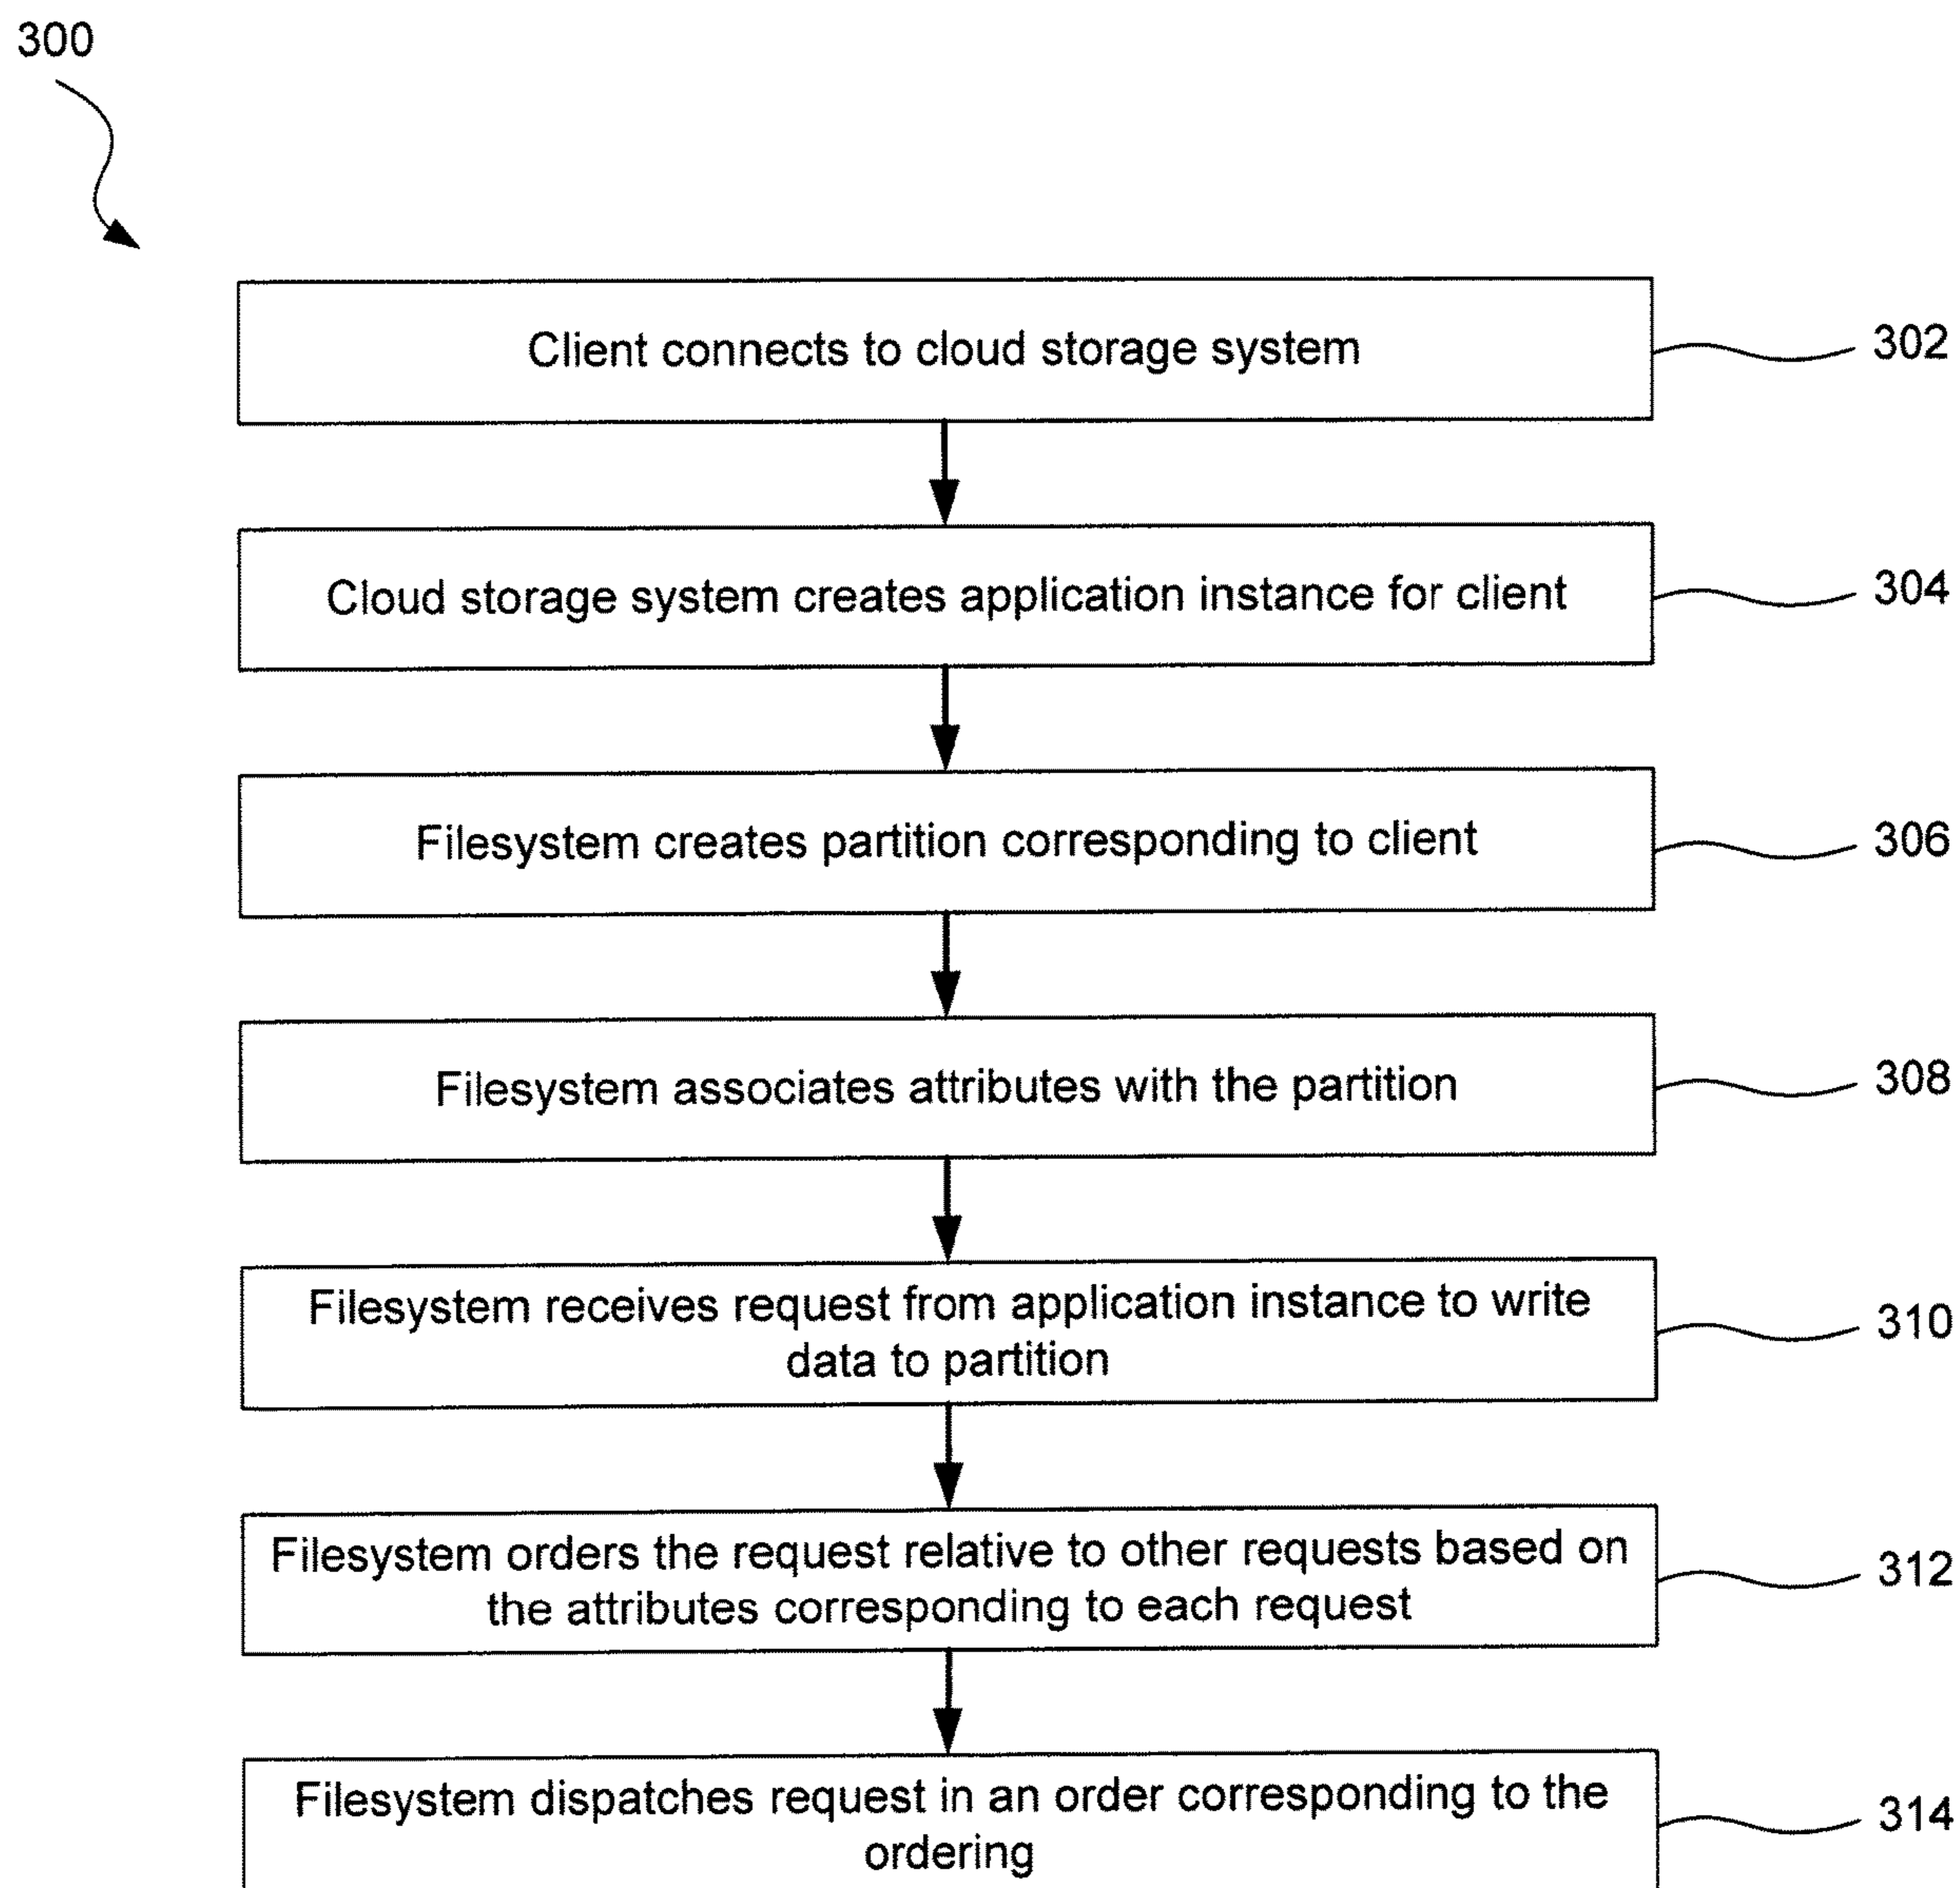 300
Client connects to cloud storage system
302
Cloud storage system creates application instance for client
304
Filesystem creates partition corresponding to client
306
Filesystem associates attributes with the partition
308
Filesystem receives request from application instance to write
data to partition
310
Filesystem orders the request relative to other requests based on
the attributes corresponding to each request
312
Filesystem dispatches request in an order corresponding to the
ordering
314